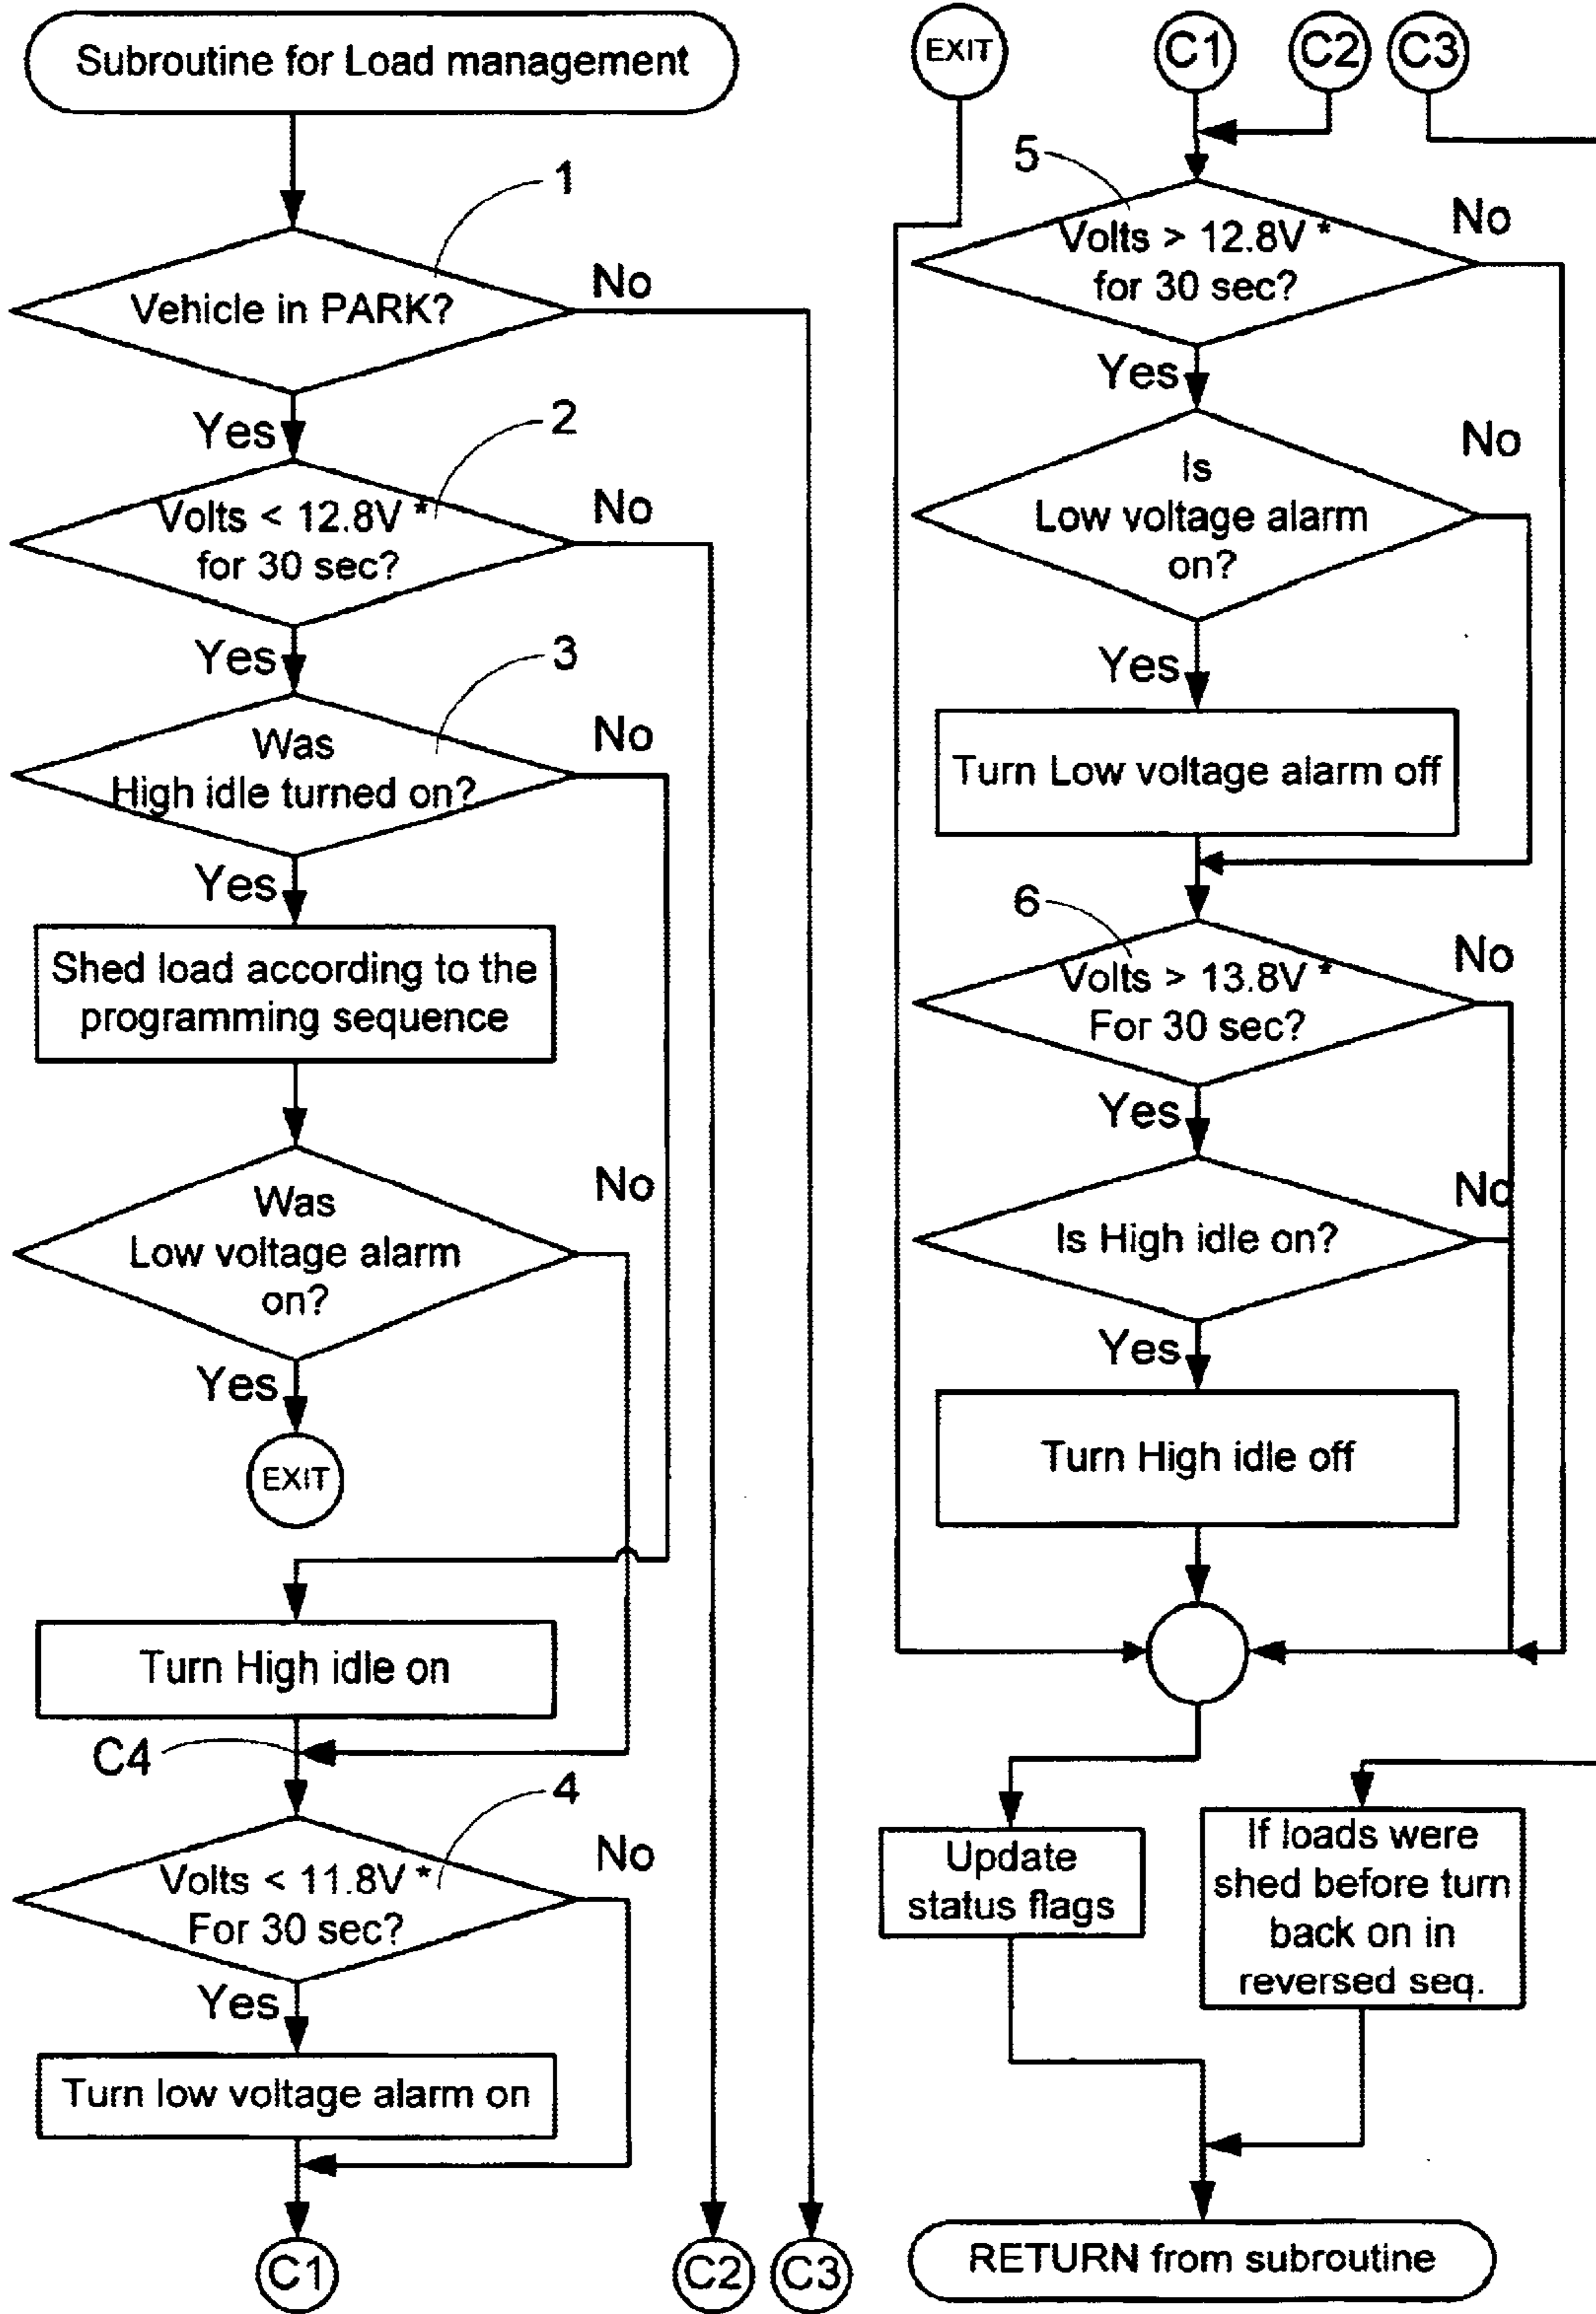 Subroutine for Load management
1
Vehicle in PARK?
No
Yes
2
Volts < 12.8V *
for 30 sec?
No
Yes
3
Was
High idle turned on?
No
Yes
Shed load according to the
programming sequence
Was
Low voltage alarm
on?
No
Yes
EXIT
Turn High idle on
C4
4
Volts < 11.8V *
For 30 sec?
No
Yes
Turn low voltage alarm on
C1
C2
C3
EXIT
C1
C2
C3
5
Volts > 12.8V *
for 30 sec?
No
Yes
Is
Low voltage alarm
on?
No
Yes
Turn Low voltage alarm off
6
Volts > 13.8V *
For 30 sec?
No
Yes
Is High idle on?
No
Yes
Turn High idle off
Update
status flags
If loads were
shed before turn
back on in
reversed seq.
RETURN from subroutine